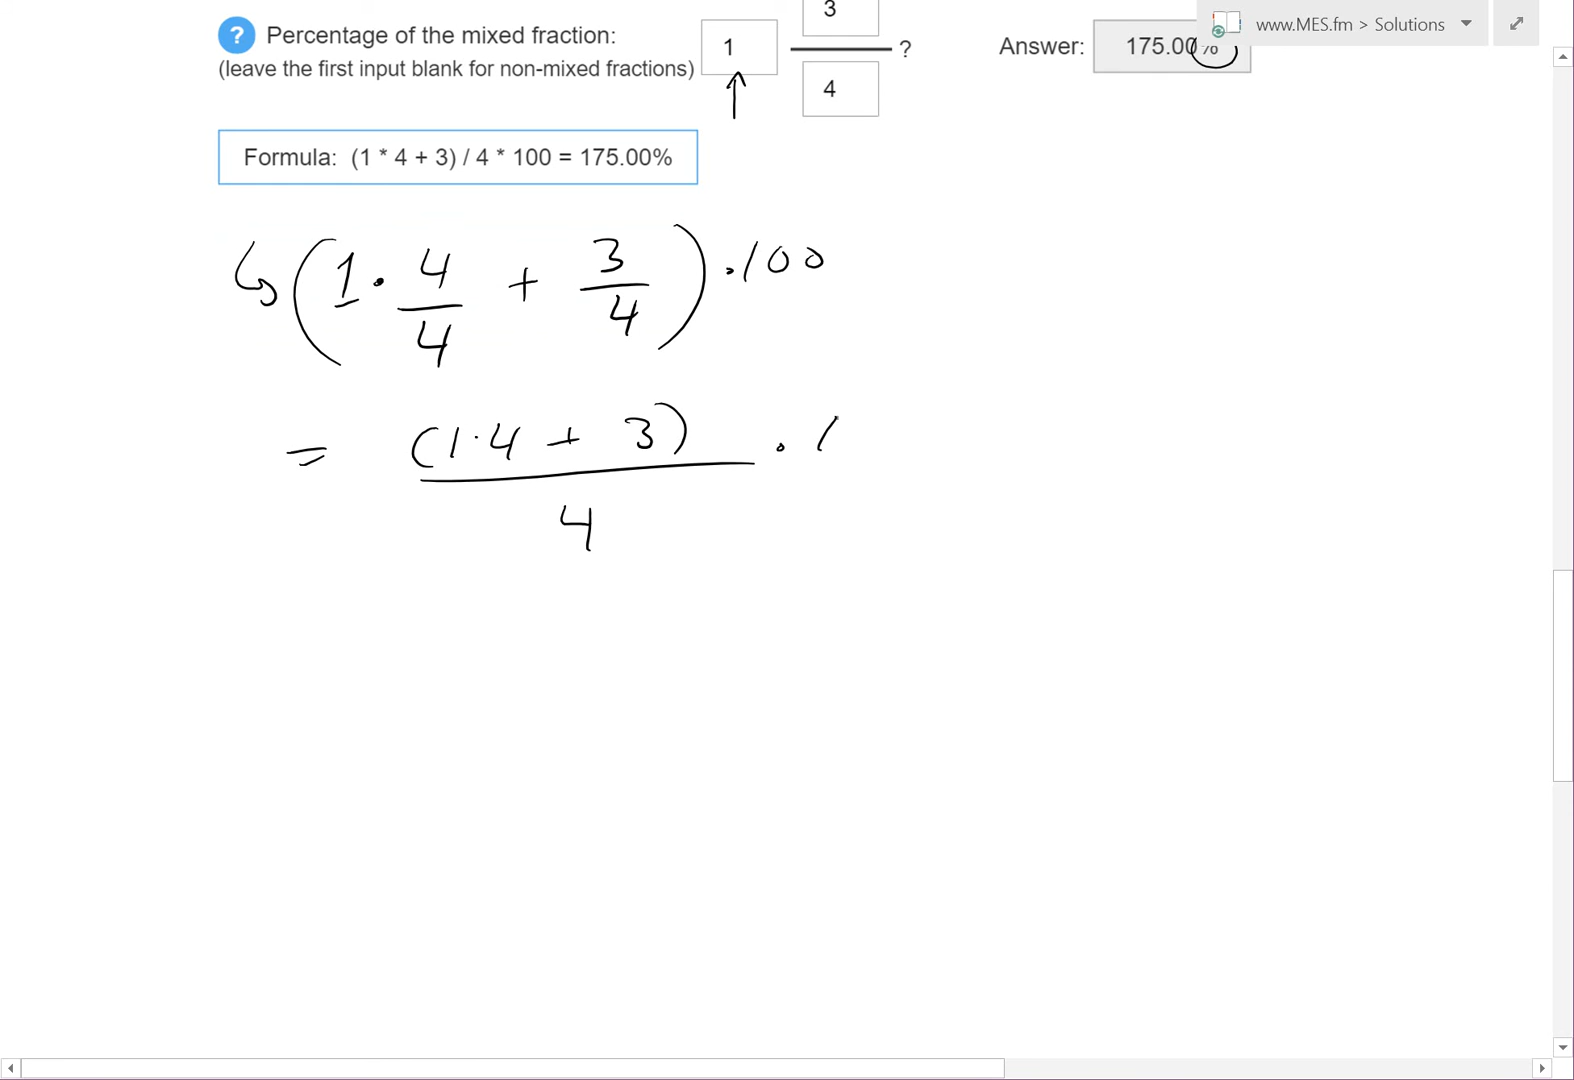 3
www.MES.fm > Solutions
? Percentage of the mixed fraction: 1 ? Answer: 175.00%
(leave the first input blank for non-mixed fractions)
4
Formula: (1 * 4 + 3) / 4 * 100 = 175.00%
(1 · 4/4 + 3/4) · 100
= (1·4 + 3) · /
4